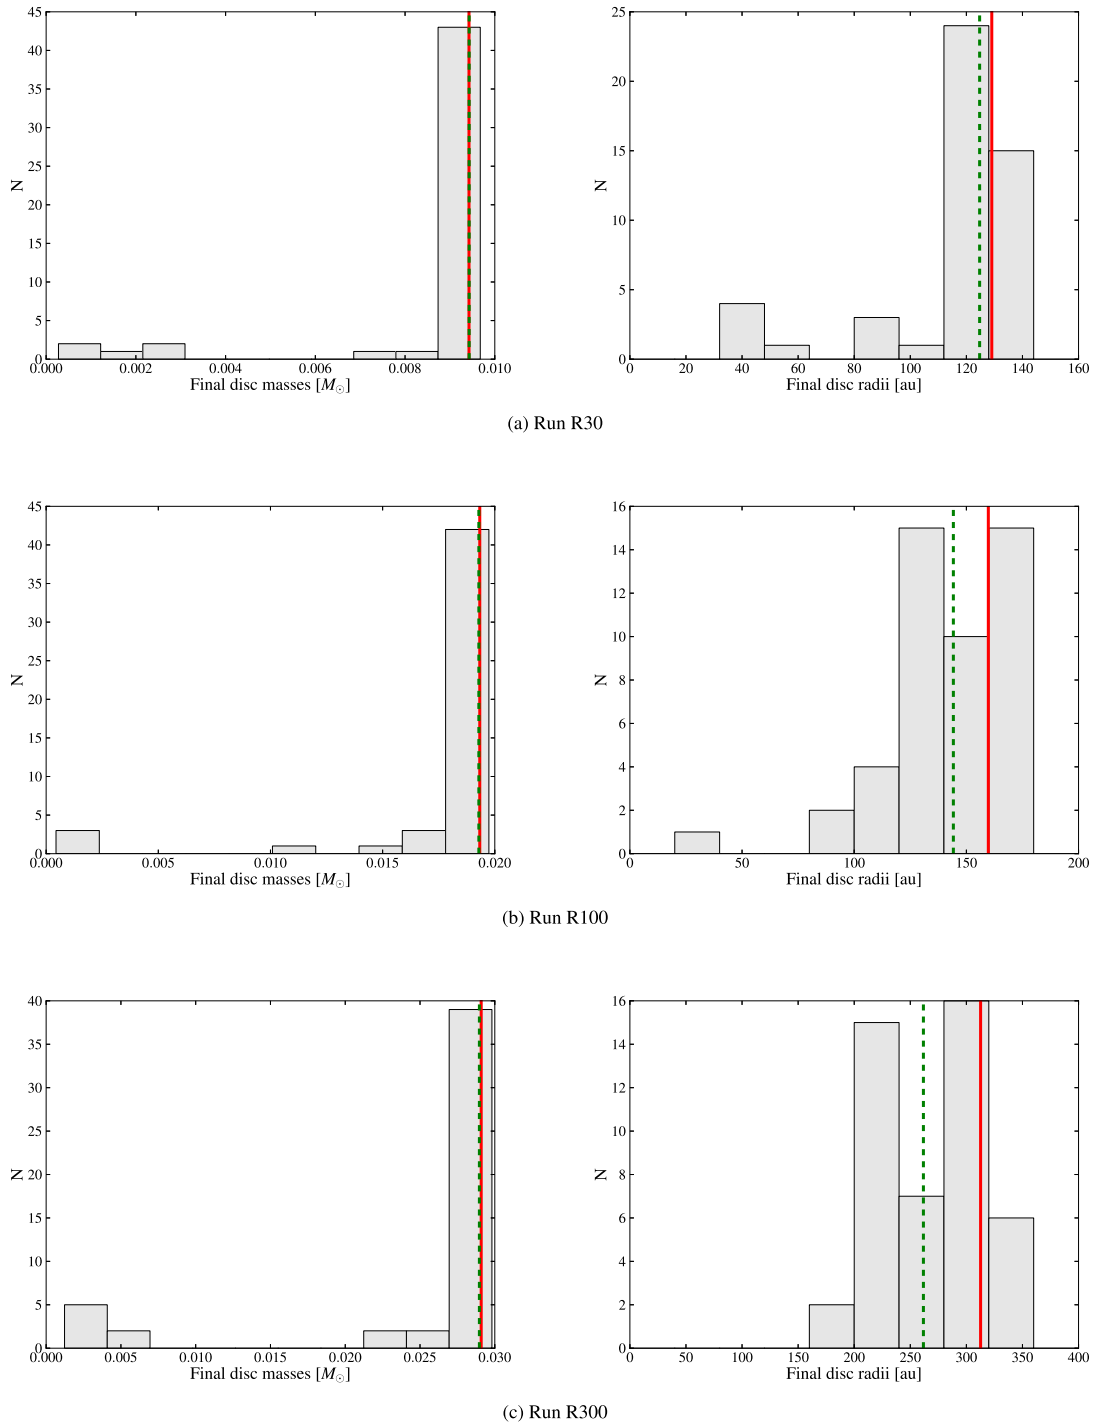 N
45
40
35
30
25
20
15
10
5
0
0.000 0.002 0.004 0.006 0.008 0.010
Final disc masses [M☉]
N
25
20
15
10
5
0
0 20 40 60 80 100 120 140 160
Final disc radii [au]
(a) Run R30
N
45
40
35
30
25
20
15
10
5
0
0.000 0.005 0.010 0.015 0.020
Final disc masses [M☉]
N
16
14
12
10
8
6
4
2
0
0 50 100 150 200
Final disc radii [au]
(b) Run R100
N
40
35
30
25
20
15
10
5
0
0.000 0.005 0.010 0.015 0.020 0.025 0.030
Final disc masses [M☉]
N
16
14
12
10
8
6
4
2
0
0 50 100 150 200 250 300 350 400
Final disc radii [au]
(c) Run R300